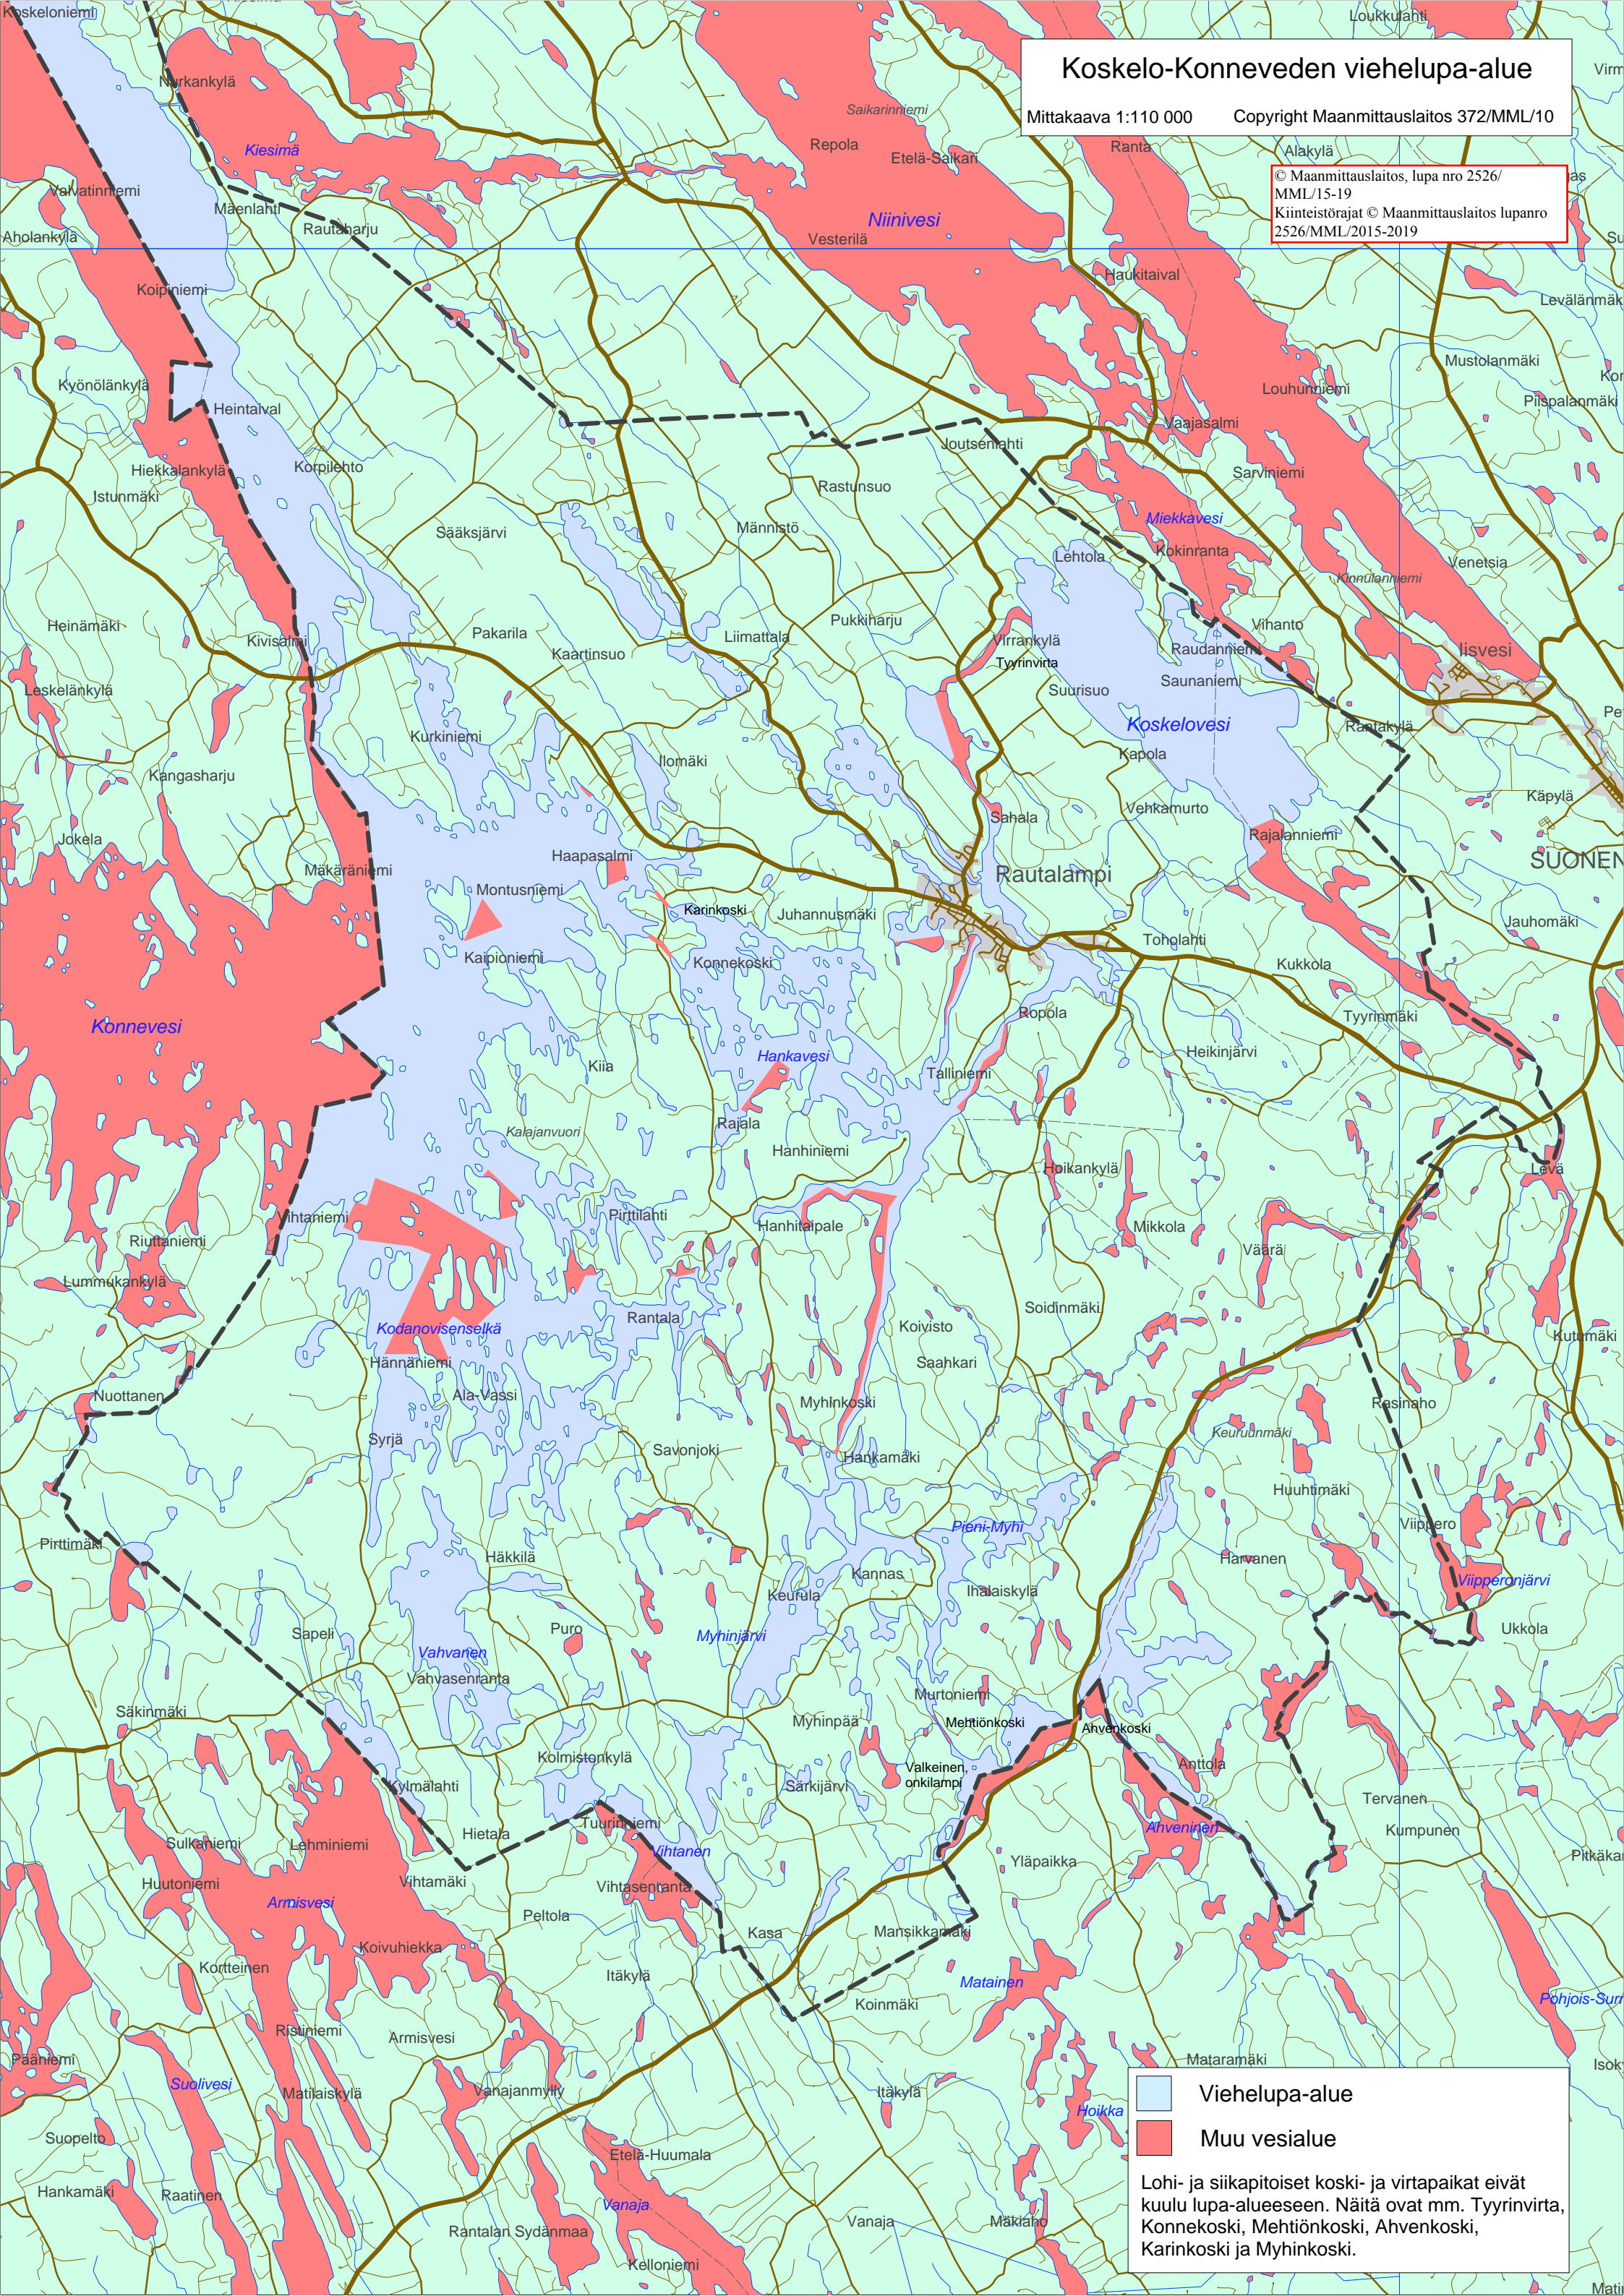 Koskeloniemi
Loukkulahti
Koskelo-Konneveden viehelupa-alue
Mittakaava 1:110 000 Copyright Maanmittauslaitos 372/MML/10
© Maanmittauslaitos, lupa nro 2526/
MML/15-19
Kiinteistörajat © Maanmittauslaitos lupanro
2526/MML/2015-2019
Nurkankylä
Saikarinniemi
Kiesimä
Repola
Etelä-Saikari
Ranta
Alakylä
Valvatinniemi
Mäenlahti
Rautaharju
Niinivesi
Aholankylä
Vesterilä
Haukitaival
Koipiniemi
Levälänmäk
Mustolanmäki
Kyönölänkylä
Louhunniemi
Heintaival
Piispalanmäki
Vaajasalmi
Joutsenlahti
Hiekkalankylä
Korpilehto
Sarviniemi
Istunmäki
Rastunsuo
Sääksjärvi
Männistö
Miekkavesi
Lehtola
Kokinranta
Venetsia
Kinnulanniemi
Heinämäki
Pukkiharju
Vihanto
Kivisalmi
Pakarila
Liimattala
Virrankylä
Raudanniemi
Iisvesi
Kaartinsuo
Tyyrinvirta
Leskelänkylä
Suurisuo
Saunaniemi
Koskelovesi
Rantakylä
Kurkiniemi
Kapola
Ilomäki
Kangasharju
Käpylä
Vehkamurto
Sahala
Rajalanniemi
Jokela
Haapasalmi
SUONEN
Mäkäräniemi
Rautalampi
Montusniemi
Karinkoski
Juhannusmäki
Jauhomäki
Toholahti
Kaipioniemi
Konnekoski
Kukkola
Konnevesi
Ropola
Tyyrinmäki
Hankavesi
Heikinjärvi
Kiia
Talliniemi
Rajala
Kalajanvuori
Hanhiniemi
Hoikankylä
Levä
Vihtaniemi
Pirttilahti
Hanhitaipale
Mikkola
Riuttaniemi
Väärä
Lummukankylä
Soidinmäki
Rantala
Koivisto
Kodanovisenselkä
Kutumäki
Hännäniemi
Saahkari
Nuottanen
Ala-Vassi
Myhinkoski
Rasinaho
Keuruunmäki
Syrjä
Savonjoki
Hankamäki
Huuhtimäki
Pieni-Myhi
Viippero
Pirttimäki
Häkkilä
Harvanen
Kannas
Viipperonjärvi
Ihalaiskylä
Keurula
Puro
Ukkola
Sapeli
Myhinjärvi
Vahvanen
Vahvasenranta
Murtoniemi
Säkinmäki
Myhinpää
Mehtiönkoski
Ahvenkoski
Kolmistonkylä
Valkeinen,
onkilampi
Anttola
Kylmälahti
Särkijärvi
Tervanen
Tuuriniemi
Ahveninen
Kumpunen
Hietala
Sulkaniemi
Lehminiemi
Vihtanen
Yläpaikka
Huutoniemi
Vihtamäki
Vihtasenranta
Armisvesi
Peltola
Kasa
Mansikkamäki
Koivuhiekka
Kortteinen
Itäkylä
Matainen
Koinmäki
Pohjois-Surn
Ristiniemi
Armisvesi
Pääniemi
Mataramäki
Suolivesi
Matilaiskylä
Vanajanmylly
Itäkylä
Hoikka
Viehelupa-alue
Suopelto
Muu vesialue
Etelä-Huumala
Hankamäki
Raatinen
Vanaja
Vanaja
Mäkiaho
Rantalan Sydänmaa
Kelloniemi
Lohi- ja siikapitoiset koski- ja virtapaikat eivät
kuulu lupa-alueeseen. Näitä ovat mm. Tyyrinvirta,
Konnekoski, Mehtiönkoski, Ahvenkoski,
Karinkoski ja Myhinkoski.